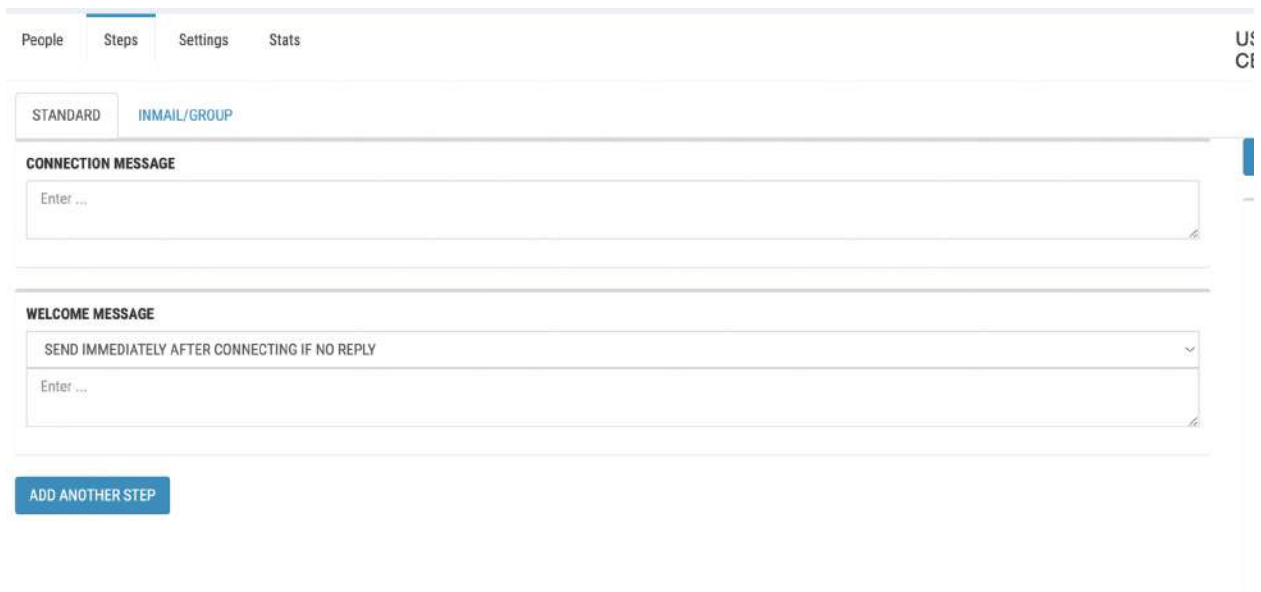 People Steps Settings Stats
STANDARD INMAIL/GROUP
CONNECTION MESSAGE
Enter ...
WELCOME MESSAGE
SEND IMMEDIATELY AFTER CONNECTING IF NO REPLY
Enter ...
ADD ANOTHER STEP